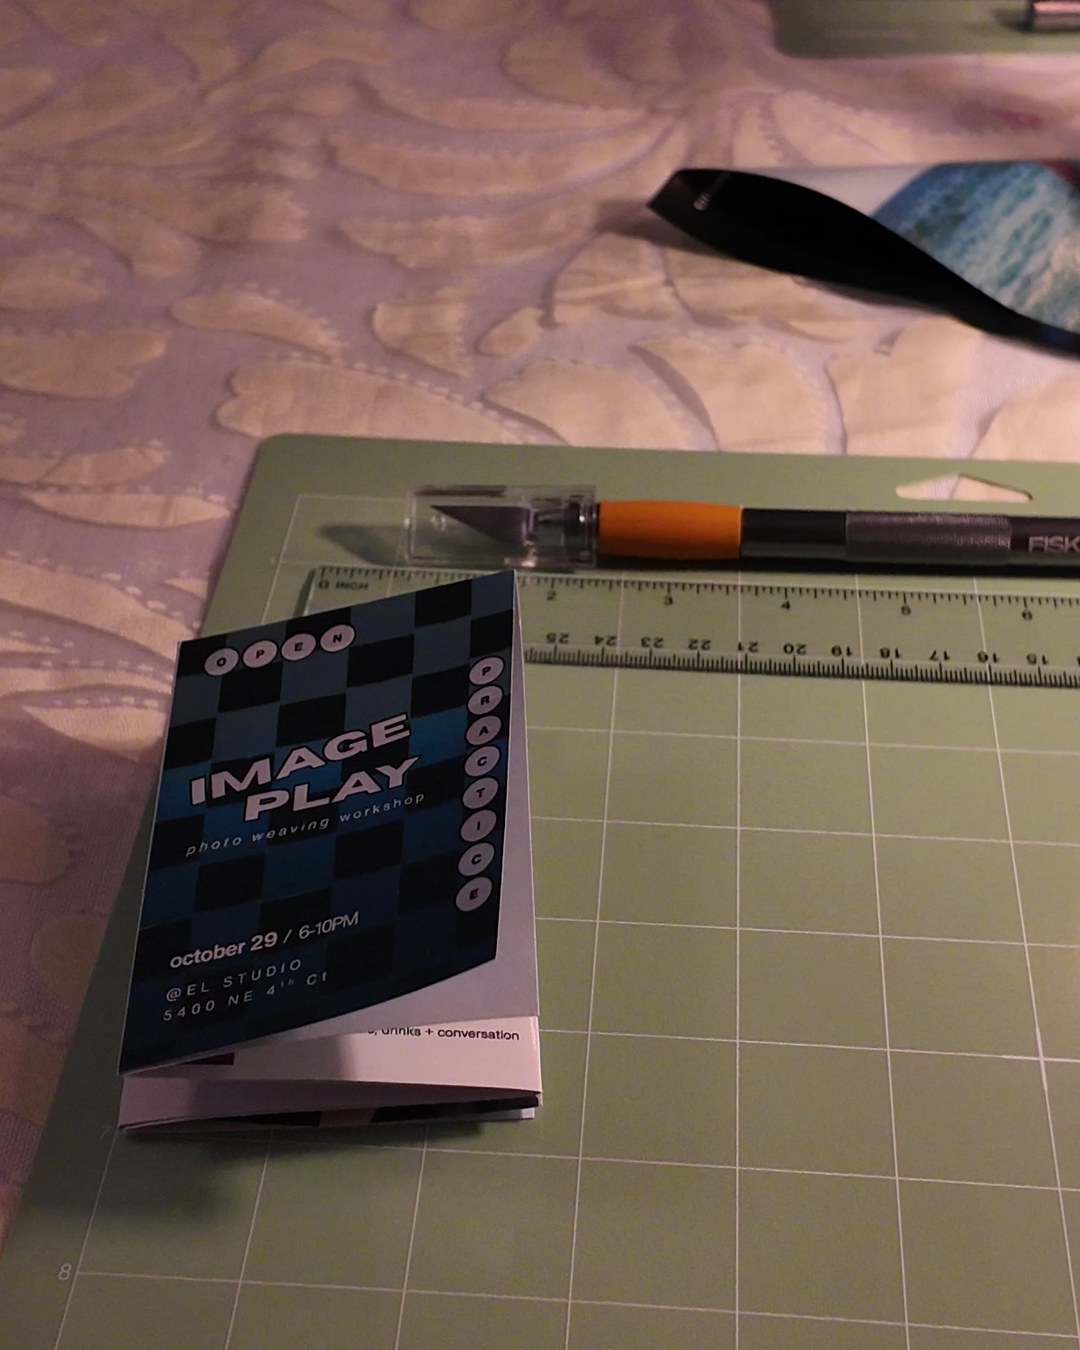 FISK
0 INCH
2 3 4 5 6
25 24 23 22 21 20 19 18 17 16 15
OPEN
PRACTICE
IMAGE
PLAY
photo weaving workshop
october 29 / 6-10PM
@EL STUDIO
5400 NE 4th Ct
drinks + conversation
7
8